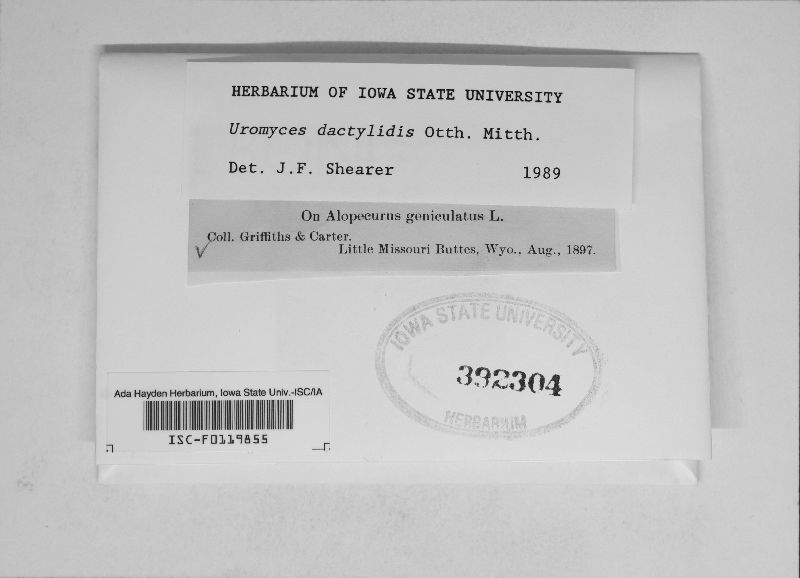 HERBARIUM OF IOWA STATE UNIVERSITY
Uromyces dactylidis Otth. Mitth.
Det. J.F. Shearer 1989
On Alopecurus geniculatus L.
Coll. Griffiths & Carter.
Little Missouri Buttes, Wyo., Aug., 1897.
IOWA STATE UNIVERSITY
392304
HERBARIUM
Ada Hayden Herbarium, Iowa State Univ.-ISC/IA
ISC-F0119855